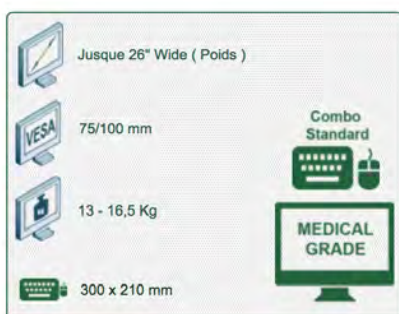 Jusque 26" Wide ( Poids )
VESA
75/100 mm
Combo
Standard
13 - 16,5 Kg
MEDICAL
GRADE
300 x 210 mm